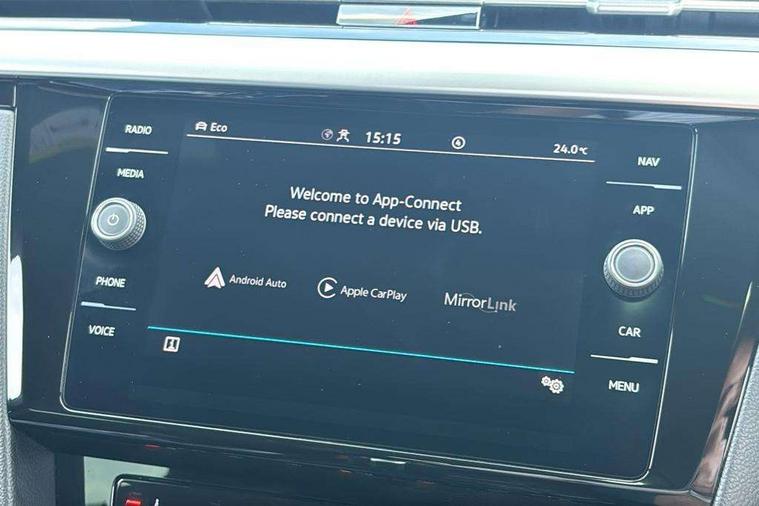 RADIO
MEDIA
PHONE
VOICE
Eco
15:15
4
24.0°C
Welcome to App-Connect
Please connect a device via USB.
Android Auto
Apple CarPlay
MirrorLink
NAV
APP
CAR
MENU